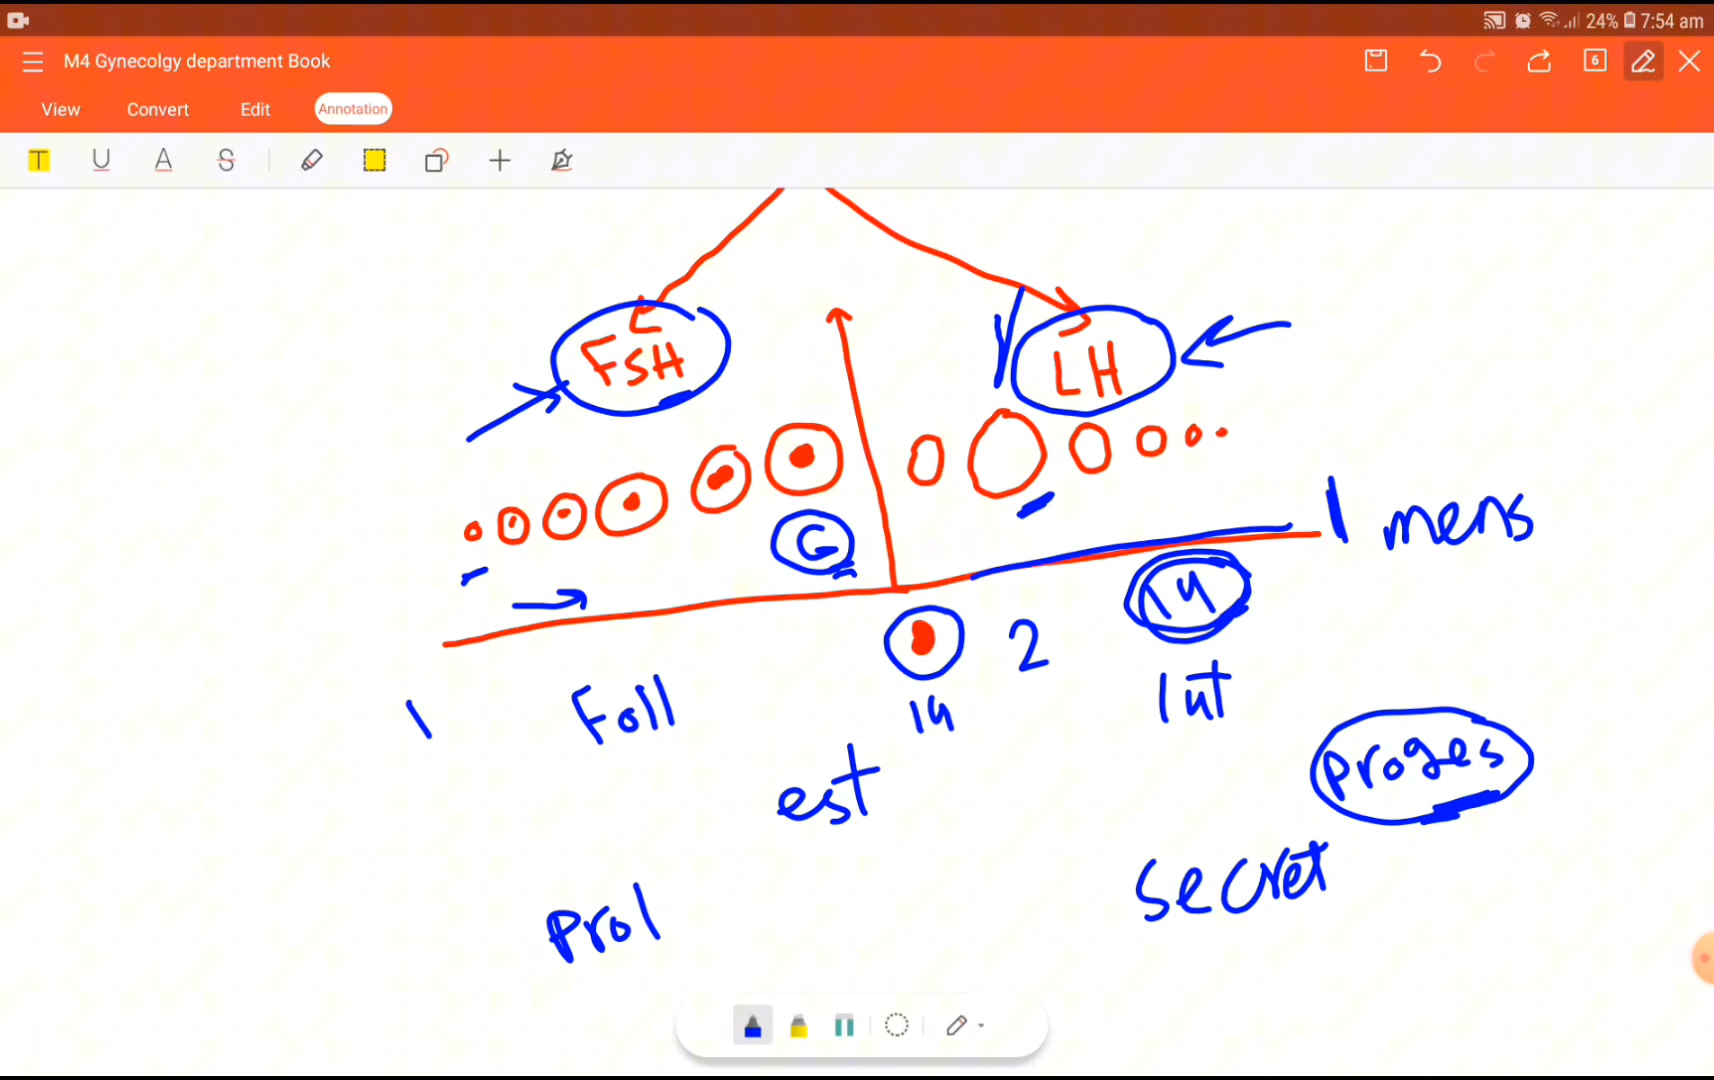 24% 7:54 am
M4 Gynecolgy department Book
6
View Convert Edit Annotation
T U A S
FSH
LH
mens
G
14
2
1 Foll
14
lut
proges
est
secret
prol